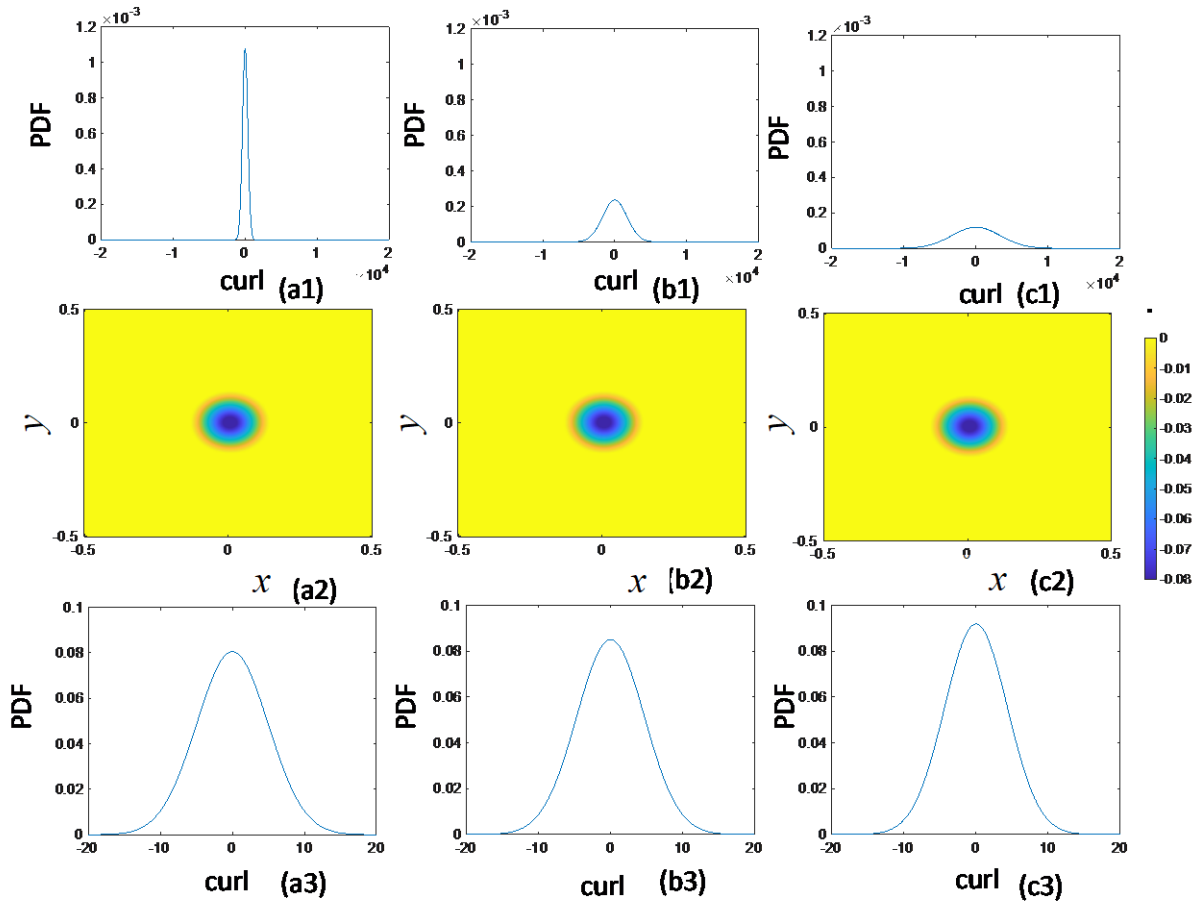 ×10⁻³
1.2
1
0.8
0.6
0.4
0.2
0
PDF
-2 -1 0 1 2
×10⁴
curl (a1)
×10⁻³
1.2
1
0.8
0.6
0.4
0.2
0
PDF
-2 -1 0 1 2
×10⁴
curl (b1)
×10⁻³
1.2
1
0.8
0.6
0.4
0.2
0
PDF
-2 -1 0 1 2
×10⁴
curl (c1)
0.5
0
-0.5
y
-0.5 0 0.5
x (a2)
0.5
0
-0.5
y
-0.5 0 0.5
x (b2)
0.5
0
-0.5
y
-0.5 0 0.5
x (c2)
0
-0.01
-0.02
-0.03
-0.04
-0.05
-0.06
-0.07
-0.08
0.1
0.08
0.06
0.04
0.02
0
PDF
-20 -10 0 10 20
curl (a3)
0.1
0.08
0.06
0.04
0.02
0
PDF
-20 -10 0 10 20
curl (b3)
0.1
0.08
0.06
0.04
0.02
0
PDF
-20 -10 0 10 20
curl (c3)